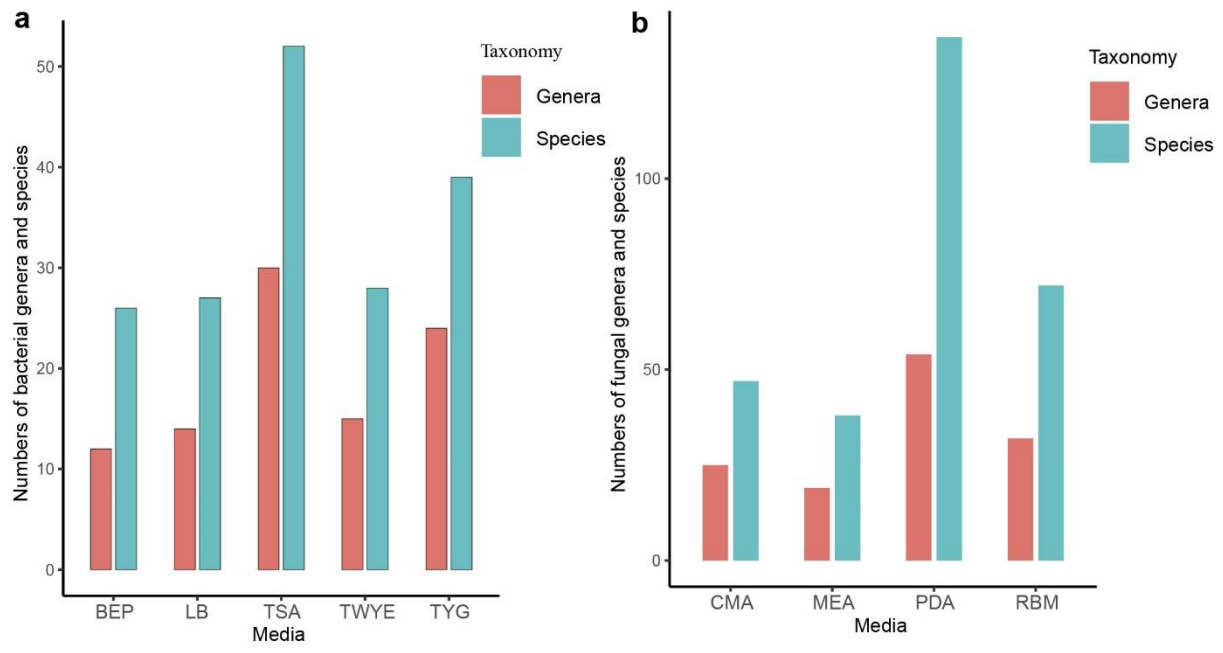 a
Numbers of bacterial genera and species
50
40
30
20
10
0
BEP LB TSA TWYE TYG
Media
Taxonomy
Genera
Species
b
Numbers of fungal genera and species
100
50
0
CMA MEA PDA RBM
Media
Taxonomy
Genera
Species